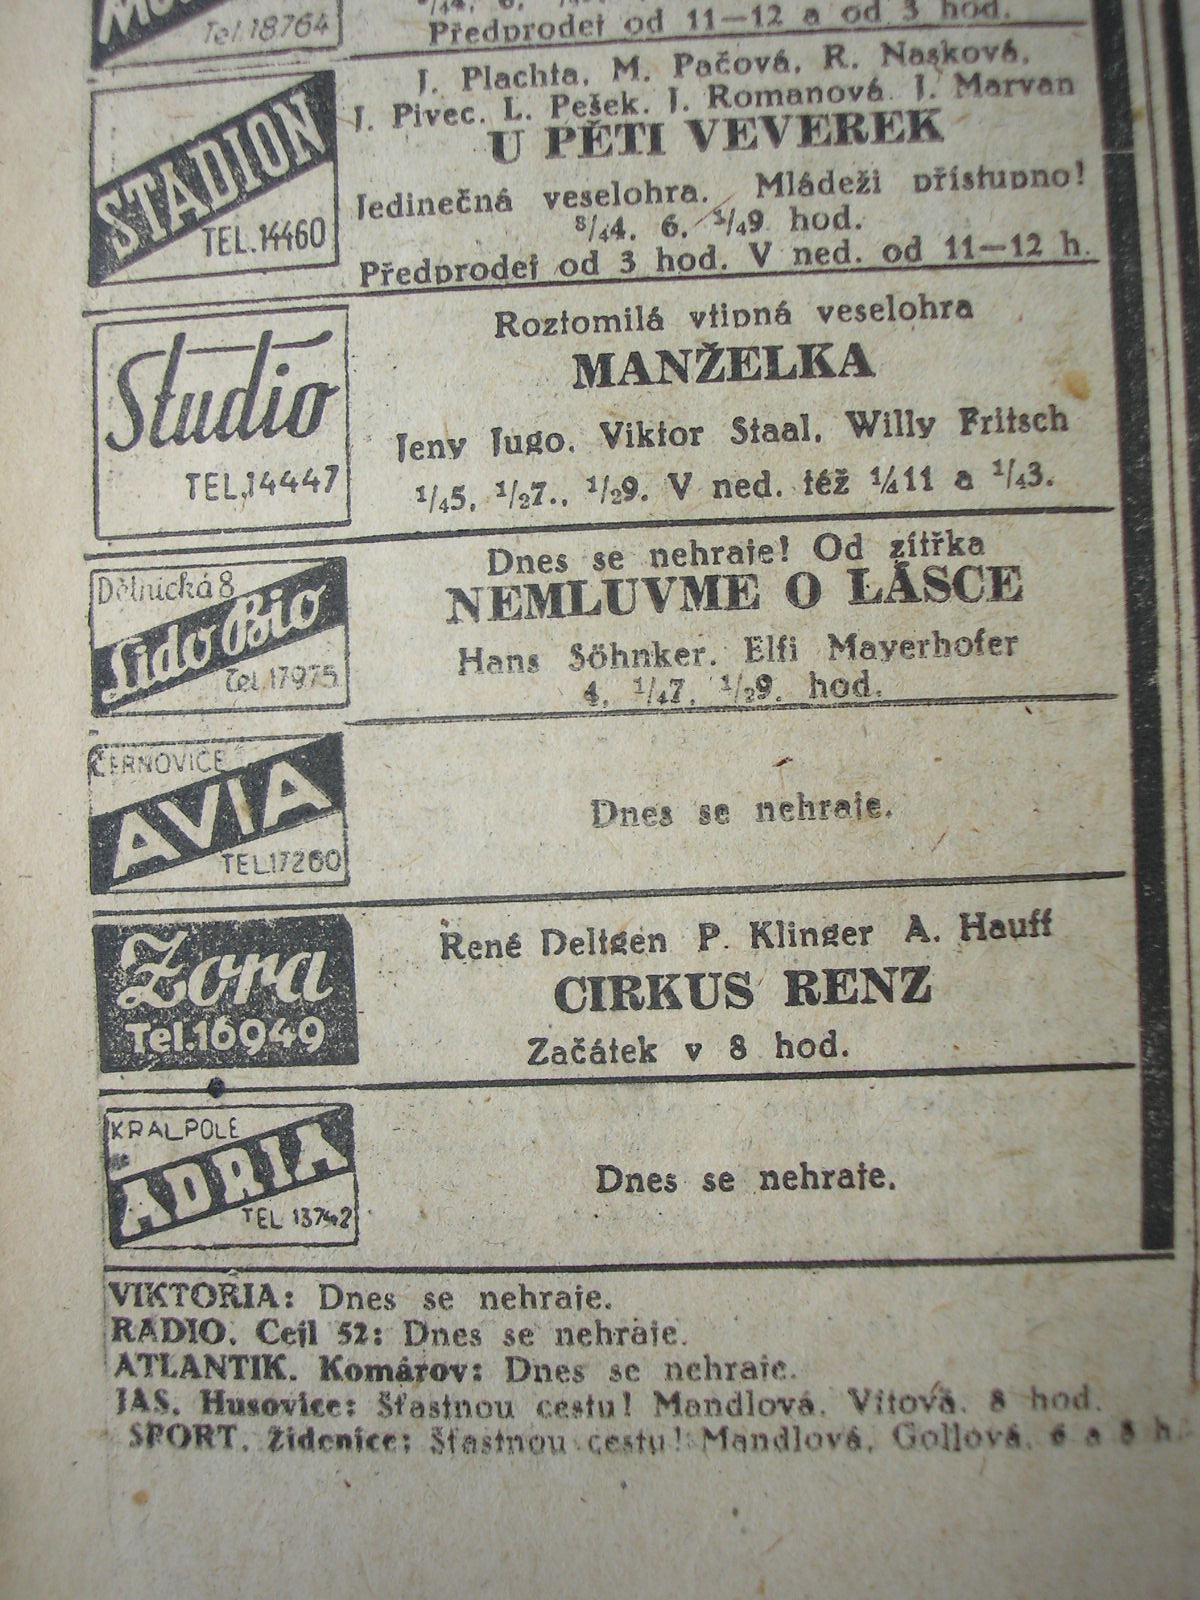 Tel.18764
Předprodej od 11—12 a od 3 hod.
STADION
TEL.14460
J. Plachta, M. Pačová, R. Nasková,
J. Pivec, L. Pešek, J. Romanová, J. Marvan
U PĚTI VEVEREK
Jedinečná veselohra. Mládeži přístupno!
¾4, 6, ¼9 hod.
Předprodej od 3 hod. V ned. od 11—12 h.
Studio
TEL.14447
Roztomilá vtipná veselohra
MANŽELKA
Jeny Jugo, Viktor Staal, Willy Fritsch
¼5, ½7., ½9. V ned. též ¼11 a ¼3.
Dělnická 8
Lido Bio
Tel.17975
Dnes se nehraje! Od zítřka
NEMLUVME O LÁSCE
Hans Söhnker, Elfi Mayerhofer
4, ¼7, ½9. hod.
ČERNOVICE
AVIA
TEL.17260
Dnes se nehraje.
Zora
Tel.16949
René Deltgen P. Klinger A. Hauff
CIRKUS RENZ
Začátek v 8 hod.
KRÁL.POLE
ADRIA
TEL 13742
Dnes se nehraje.
VIKTORIA: Dnes se nehraje.
RADIO, Cejl 52: Dnes se nehraje.
ATLANTIK, Komárov: Dnes se nehraje.
JAS, Husovice: Šťastnou cestu! Mandlová, Vítová. 8 hod.
SPORT, Židenice: Šťastnou cestu! Mandlová, Gollová, 6 a 8 h.